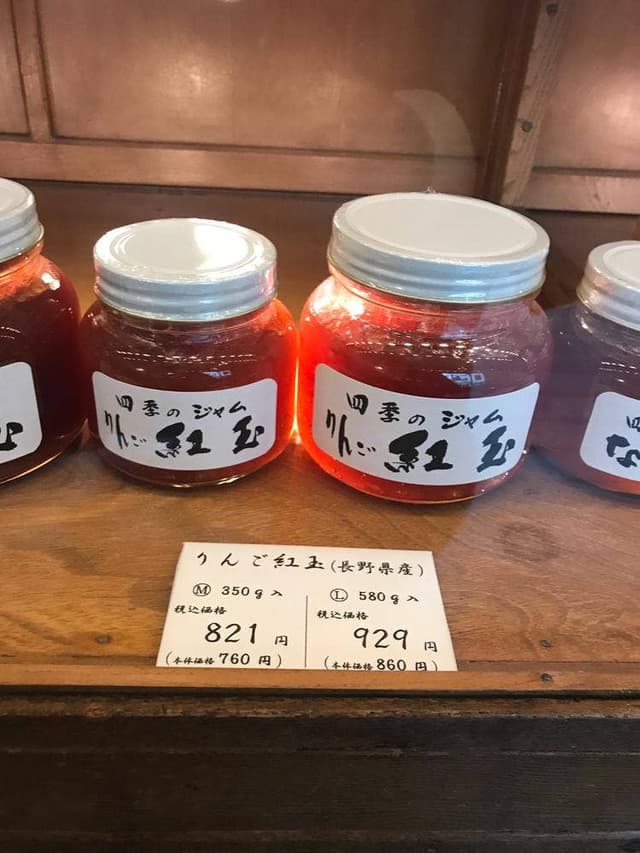 四季のジャム
りんご 紅玉
四季のジャム
りんご 紅玉
四
な
りんご紅玉(長野県産)
Ⓜ 350g入
税込価格
821円
(本体価格760円)
Ⓛ 580g入
税込価格
929円
(本体価格860円)